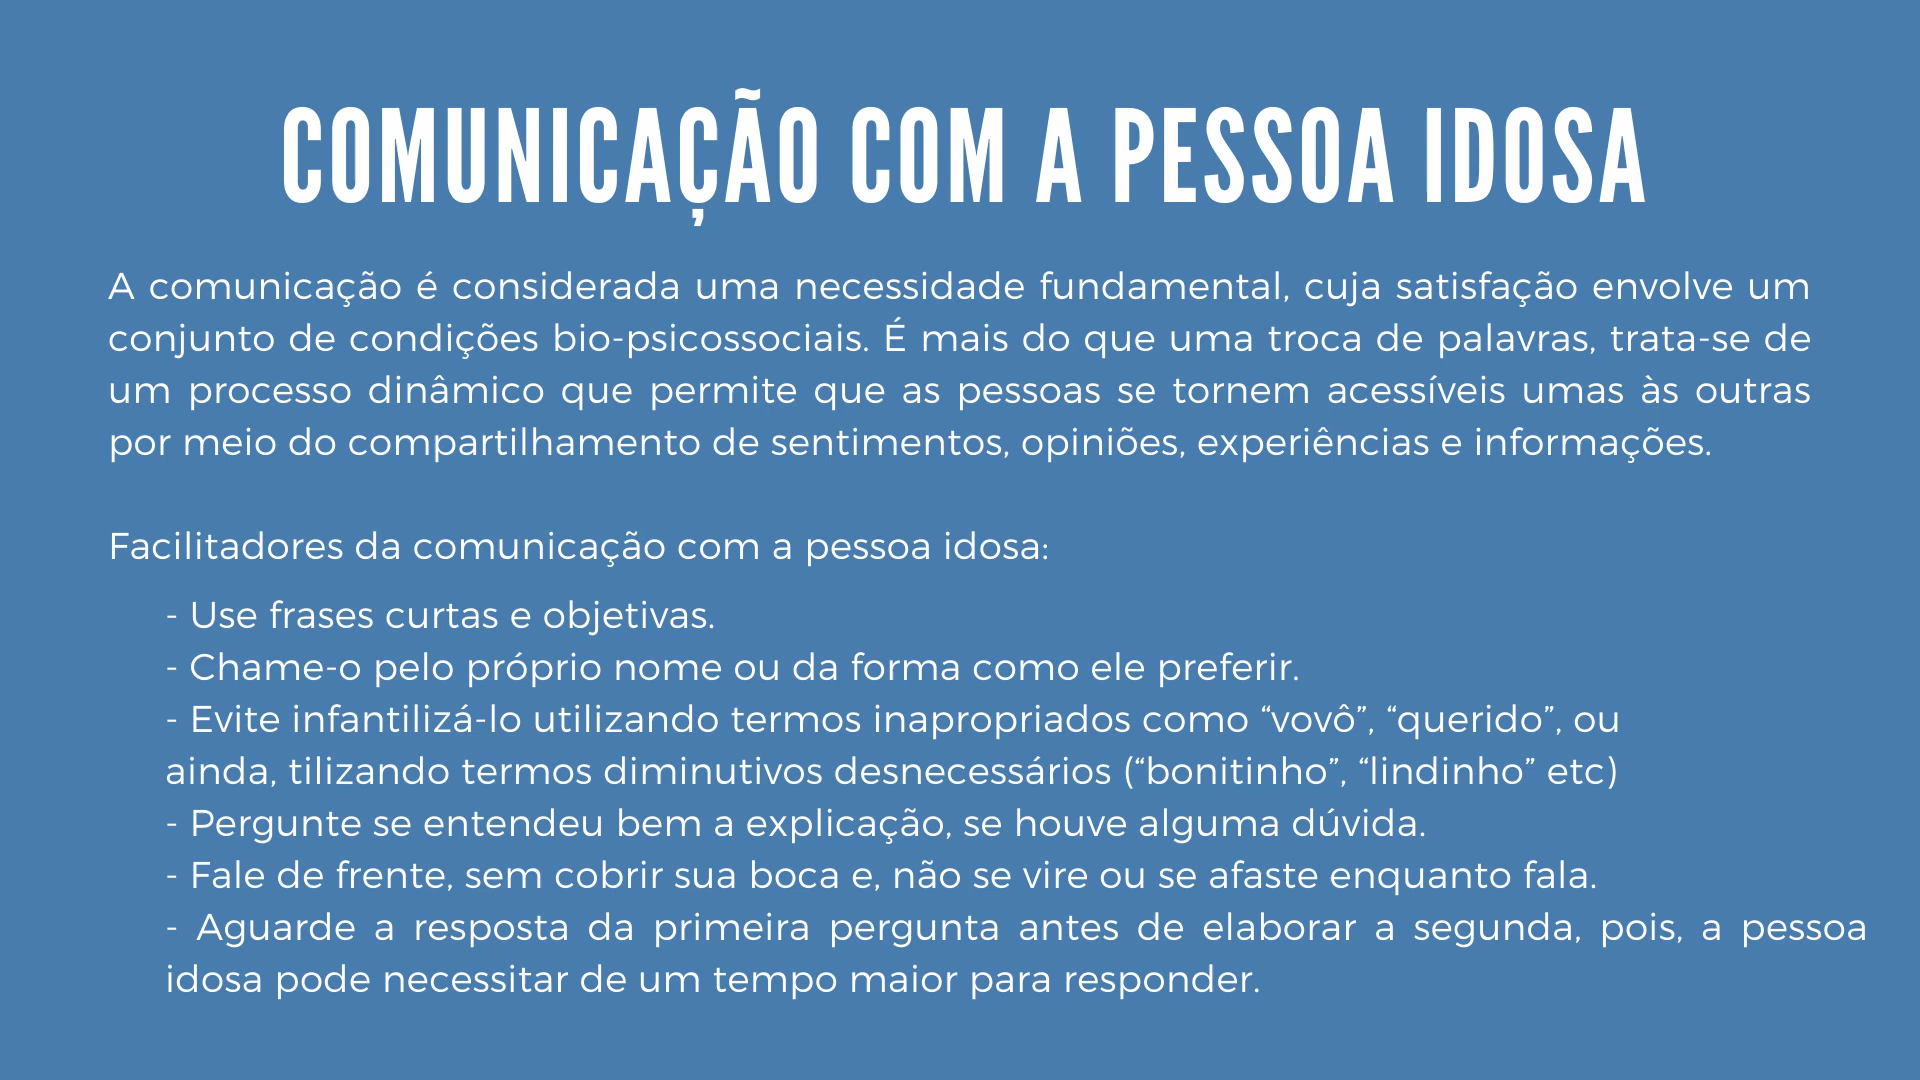 COMUNICAÇÃO COM A PESSOA IDOSA
A comunicação é considerada uma necessidade fundamental, cuja satisfação envolve um
conjunto de condições bio-psicossociais. É mais do que uma troca de palavras, trata-se de
um processo dinâmico que permite que as pessoas se tornem acessíveis umas às outras
por meio do compartilhamento de sentimentos, opiniões, experiências e informações.
Facilitadores da comunicação com a pessoa idosa:
- Use frases curtas e objetivas.
- Chame-o pelo próprio nome ou da forma como ele preferir.
- Evite infantilizá-lo utilizando termos inapropriados como “vovô”, “querido”, ou
ainda, tilizando termos diminutivos desnecessários (“bonitinho”, “lindinho” etc)
- Pergunte se entendeu bem a explicação, se houve alguma dúvida.
- Fale de frente, sem cobrir sua boca e, não se vire ou se afaste enquanto fala.
- Aguarde a resposta da primeira pergunta antes de elaborar a segunda, pois, a pessoa
idosa pode necessitar de um tempo maior para responder.